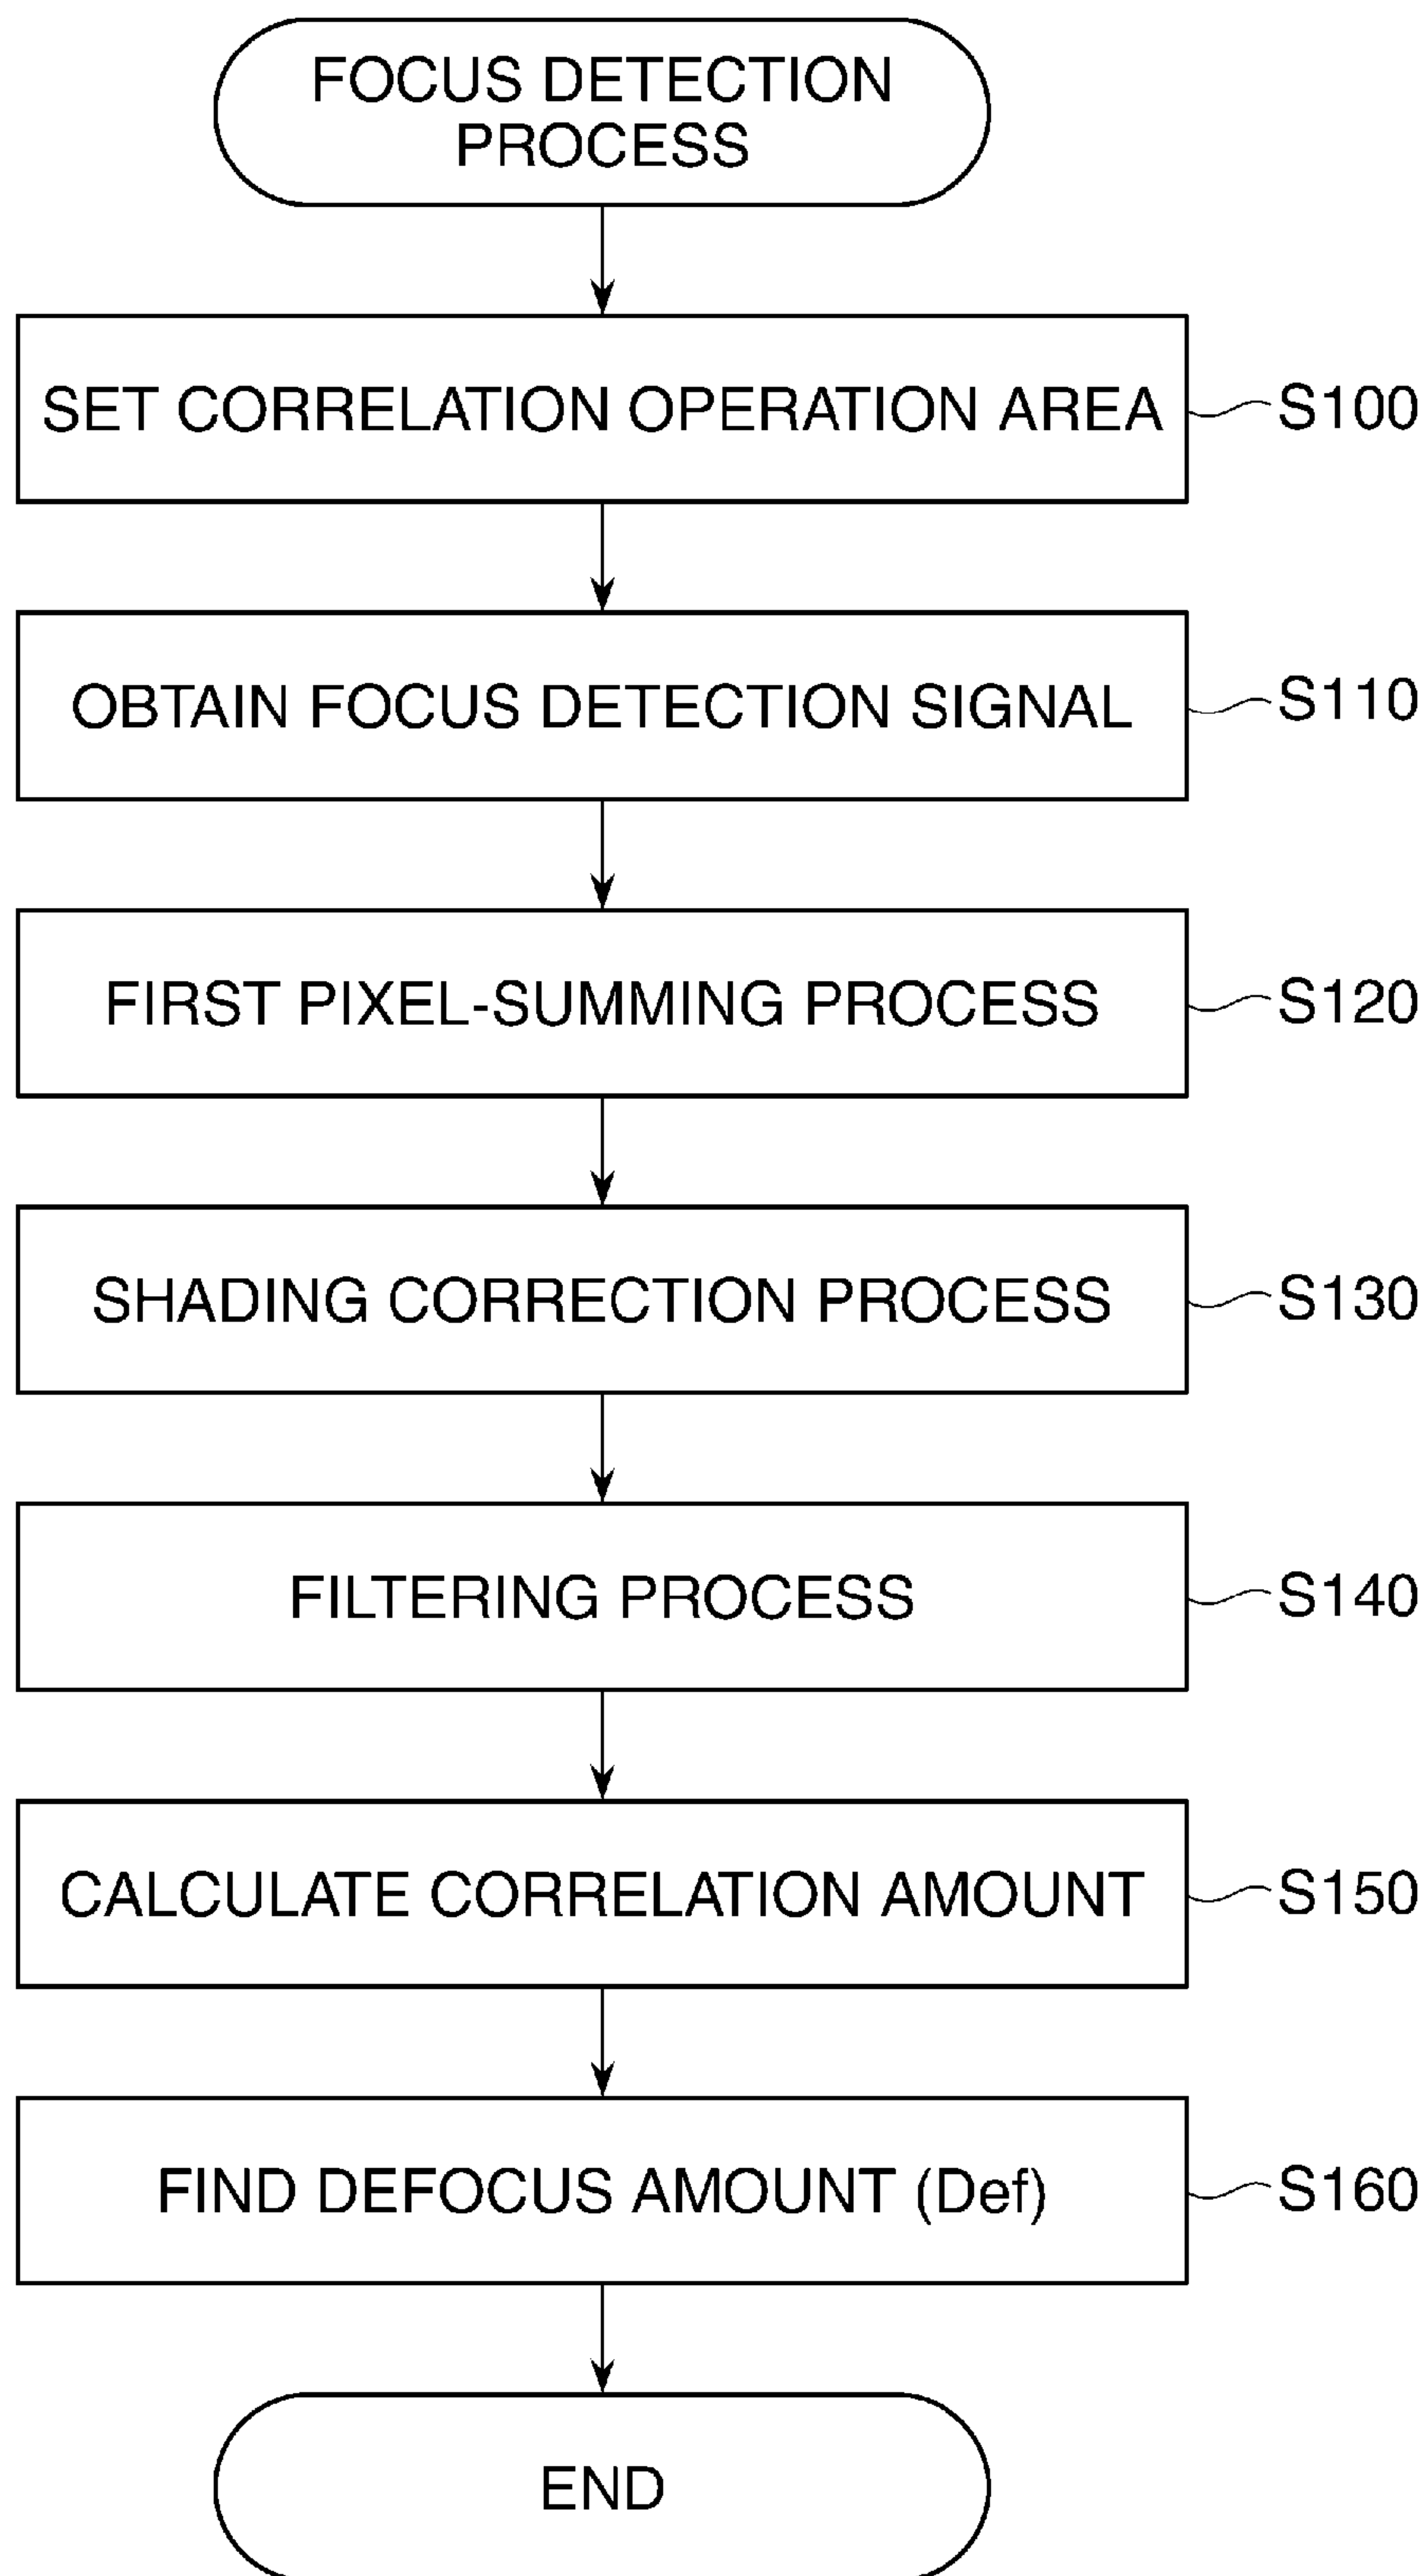 FOCUS DETECTION
PROCESS
SET CORRELATION OPERATION AREA
S100
OBTAIN FOCUS DETECTION SIGNAL
S110
FIRST PIXEL-SUMMING PROCESS
S120
SHADING CORRECTION PROCESS
S130
FILTERING PROCESS
S140
CALCULATE CORRELATION AMOUNT
S150
FIND DEFOCUS AMOUNT (Def)
S160
END